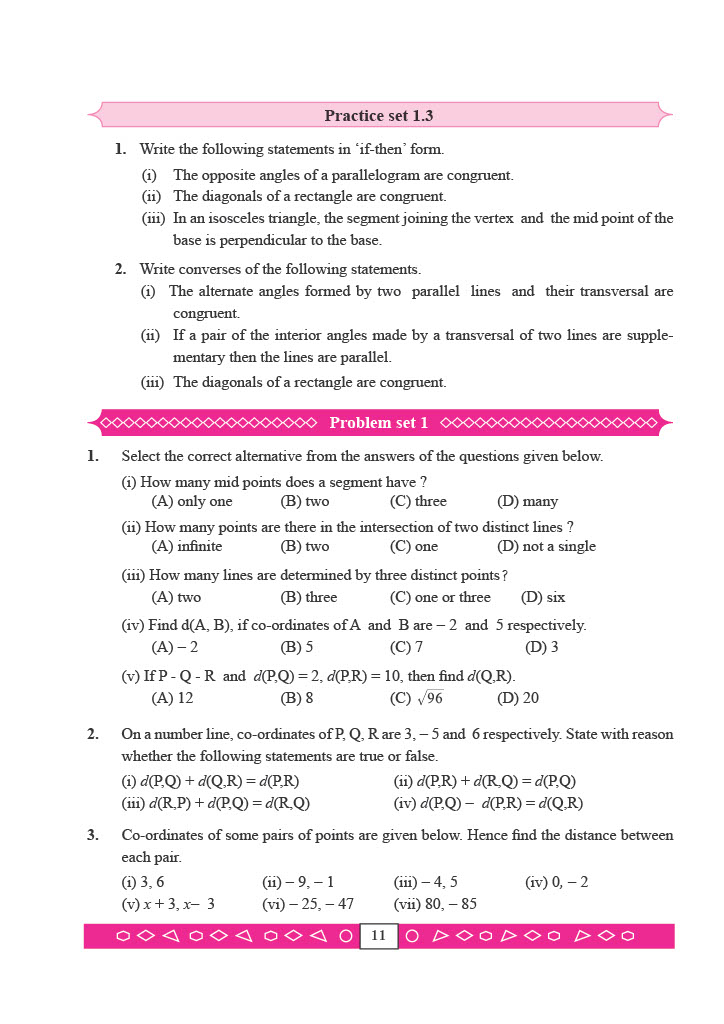 Practice set 1.3
1. Write the following statements in ‘if-then’ form.
(i) The opposite angles of a parallelogram are congruent.
(ii) The diagonals of a rectangle are congruent.
(iii) In an isosceles triangle, the segment joining the vertex and the mid point of the
base is perpendicular to the base.
2. Write converses of the following statements.
(i) The alternate angles formed by two parallel lines and their transversal are
congruent.
(ii) If a pair of the interior angles made by a transversal of two lines are supple-
mentary then the lines are parallel.
(iii) The diagonals of a rectangle are congruent.
Problem set 1
1. Select the correct alternative from the answers of the questions given below.
(i) How many mid points does a segment have ?
(A) only one (B) two (C) three (D) many
(ii) How many points are there in the intersection of two distinct lines ?
(A) infinite (B) two (C) one (D) not a single
(iii) How many lines are determined by three distinct points?
(A) two (B) three (C) one or three (D) six
(iv) Find d(A, B), if co-ordinates of A and B are – 2 and 5 respectively.
(A) – 2 (B) 5 (C) 7 (D) 3
(v) If P - Q - R and d(P,Q) = 2, d(P,R) = 10, then find d(Q,R).
(A) 12 (B) 8 (C) √96 (D) 20
2. On a number line, co-ordinates of P, Q, R are 3, – 5 and 6 respectively. State with reason
whether the following statements are true or false.
(i) d(P,Q) + d(Q,R) = d(P,R) (ii) d(P,R) + d(R,Q) = d(P,Q)
(iii) d(R,P) + d(P,Q) = d(R,Q) (iv) d(P,Q) – d(P,R) = d(Q,R)
3. Co-ordinates of some pairs of points are given below. Hence find the distance between
each pair.
(i) 3, 6 (ii) – 9, – 1 (iii) – 4, 5 (iv) 0, – 2
(v) x + 3, x– 3 (vi) – 25, – 47 (vii) 80, – 85
11